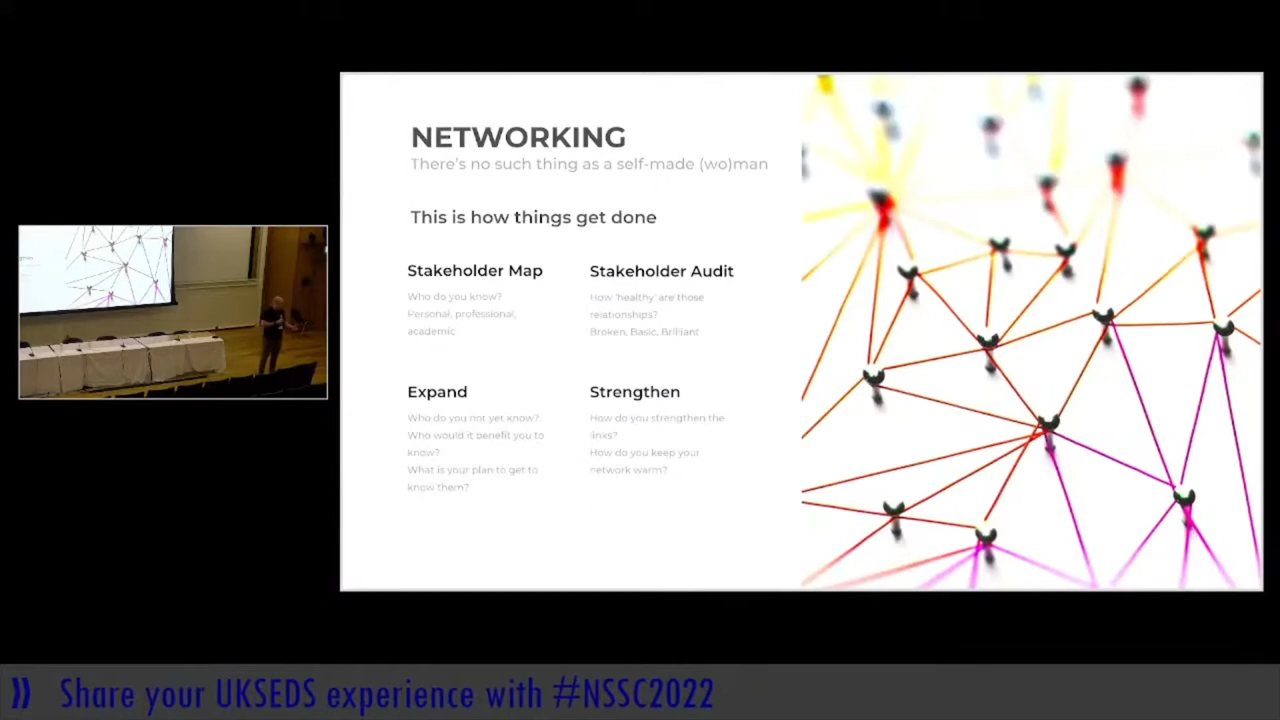 NETWORKING
There's no such thing as a self-made (wo)man
This is how things get done
Stakeholder Map
Who do you know?
Personal, professional,
academic
Stakeholder Audit
How 'healthy' are those
relationships?
Broken, Basic, Brilliant
Expand
Who do you not yet know?
Who would it benefit you to
know?
What is your plan to get to
know them?
Strengthen
How do you strengthen the
links?
How do you keep your
network warm?
» Share your UKSEDS experience with #NSSC2022